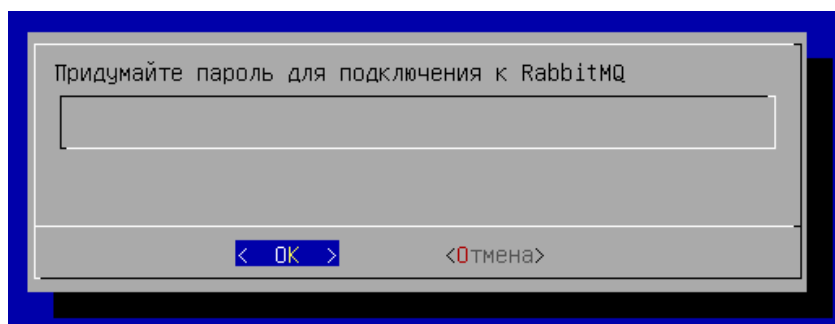 Придумайте пароль для подключения к RabbitMQ
< OK > <Отмена>